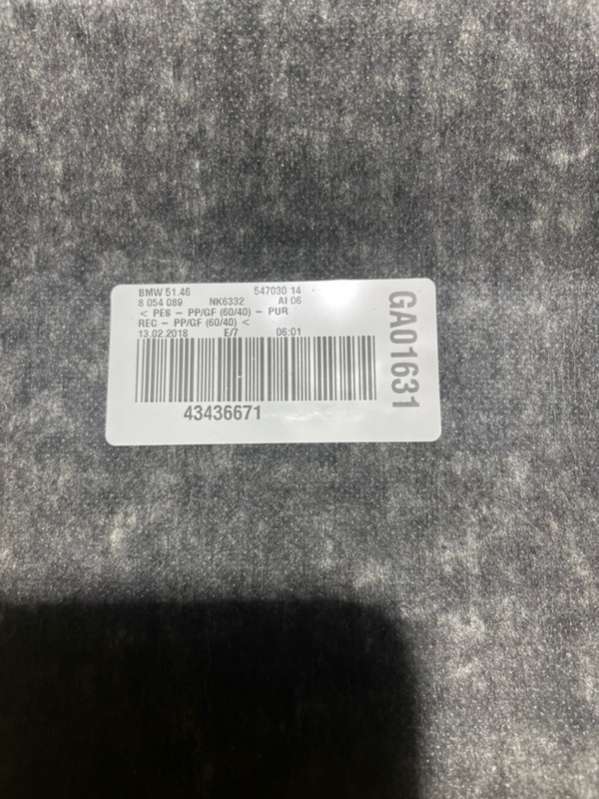 BMW 51.46 547030 14
8 054 089 NK6332 AI 06
< PES - PP/GF (60/40) - PUR
REC - PP/GF (60/40) <
13.02.2018 E/7 06:01
43436671
GA01631